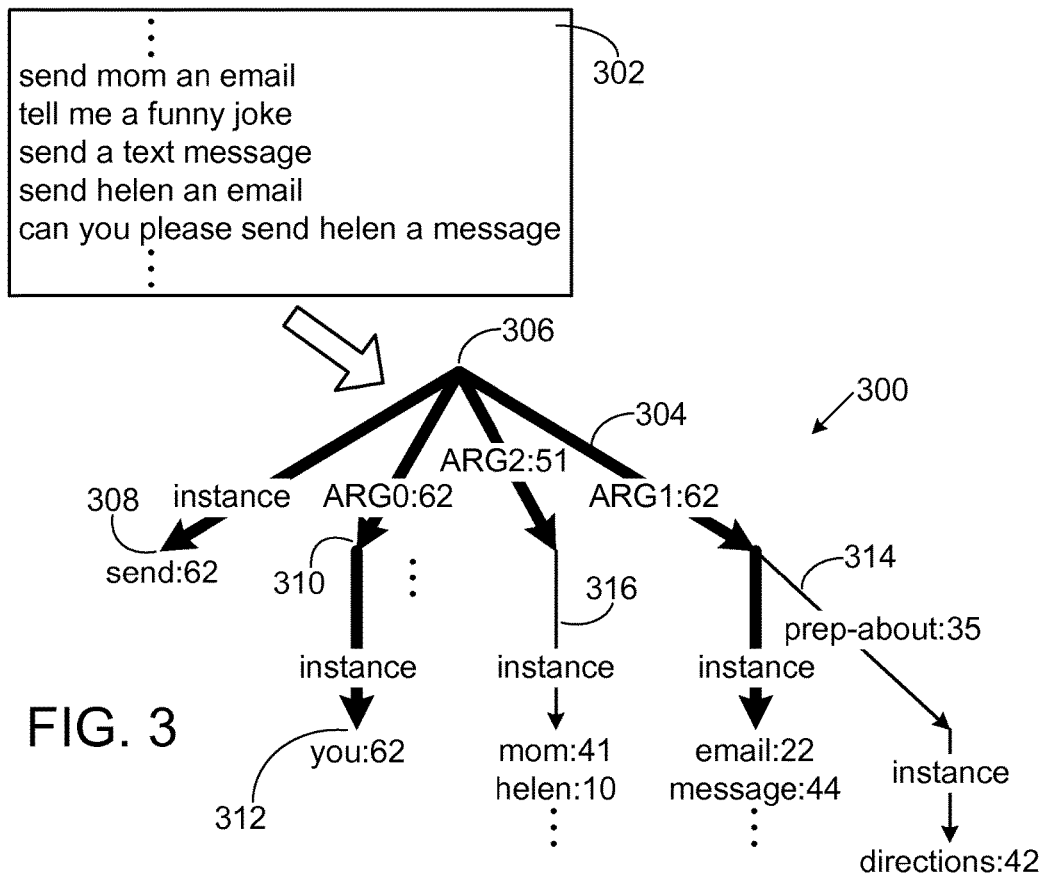 send mom an email
302
tell me a funny joke
send a text message
send helen an email
can you please send helen a message
306
300
304
ARG2:51
308
instance
ARG0:62
ARG1:62
send:62
310
316
314
prep-about:35
instance
instance
instance
FIG. 3
you:62
mom:41
email:22
instance
helen:10
message:44
312
directions:42